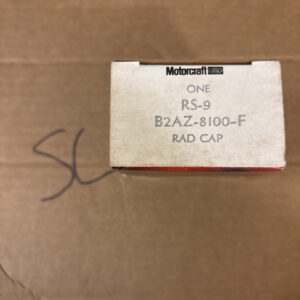 Motorcraft
ONE
RS-9
B2AZ-8100-F
RAD CAP